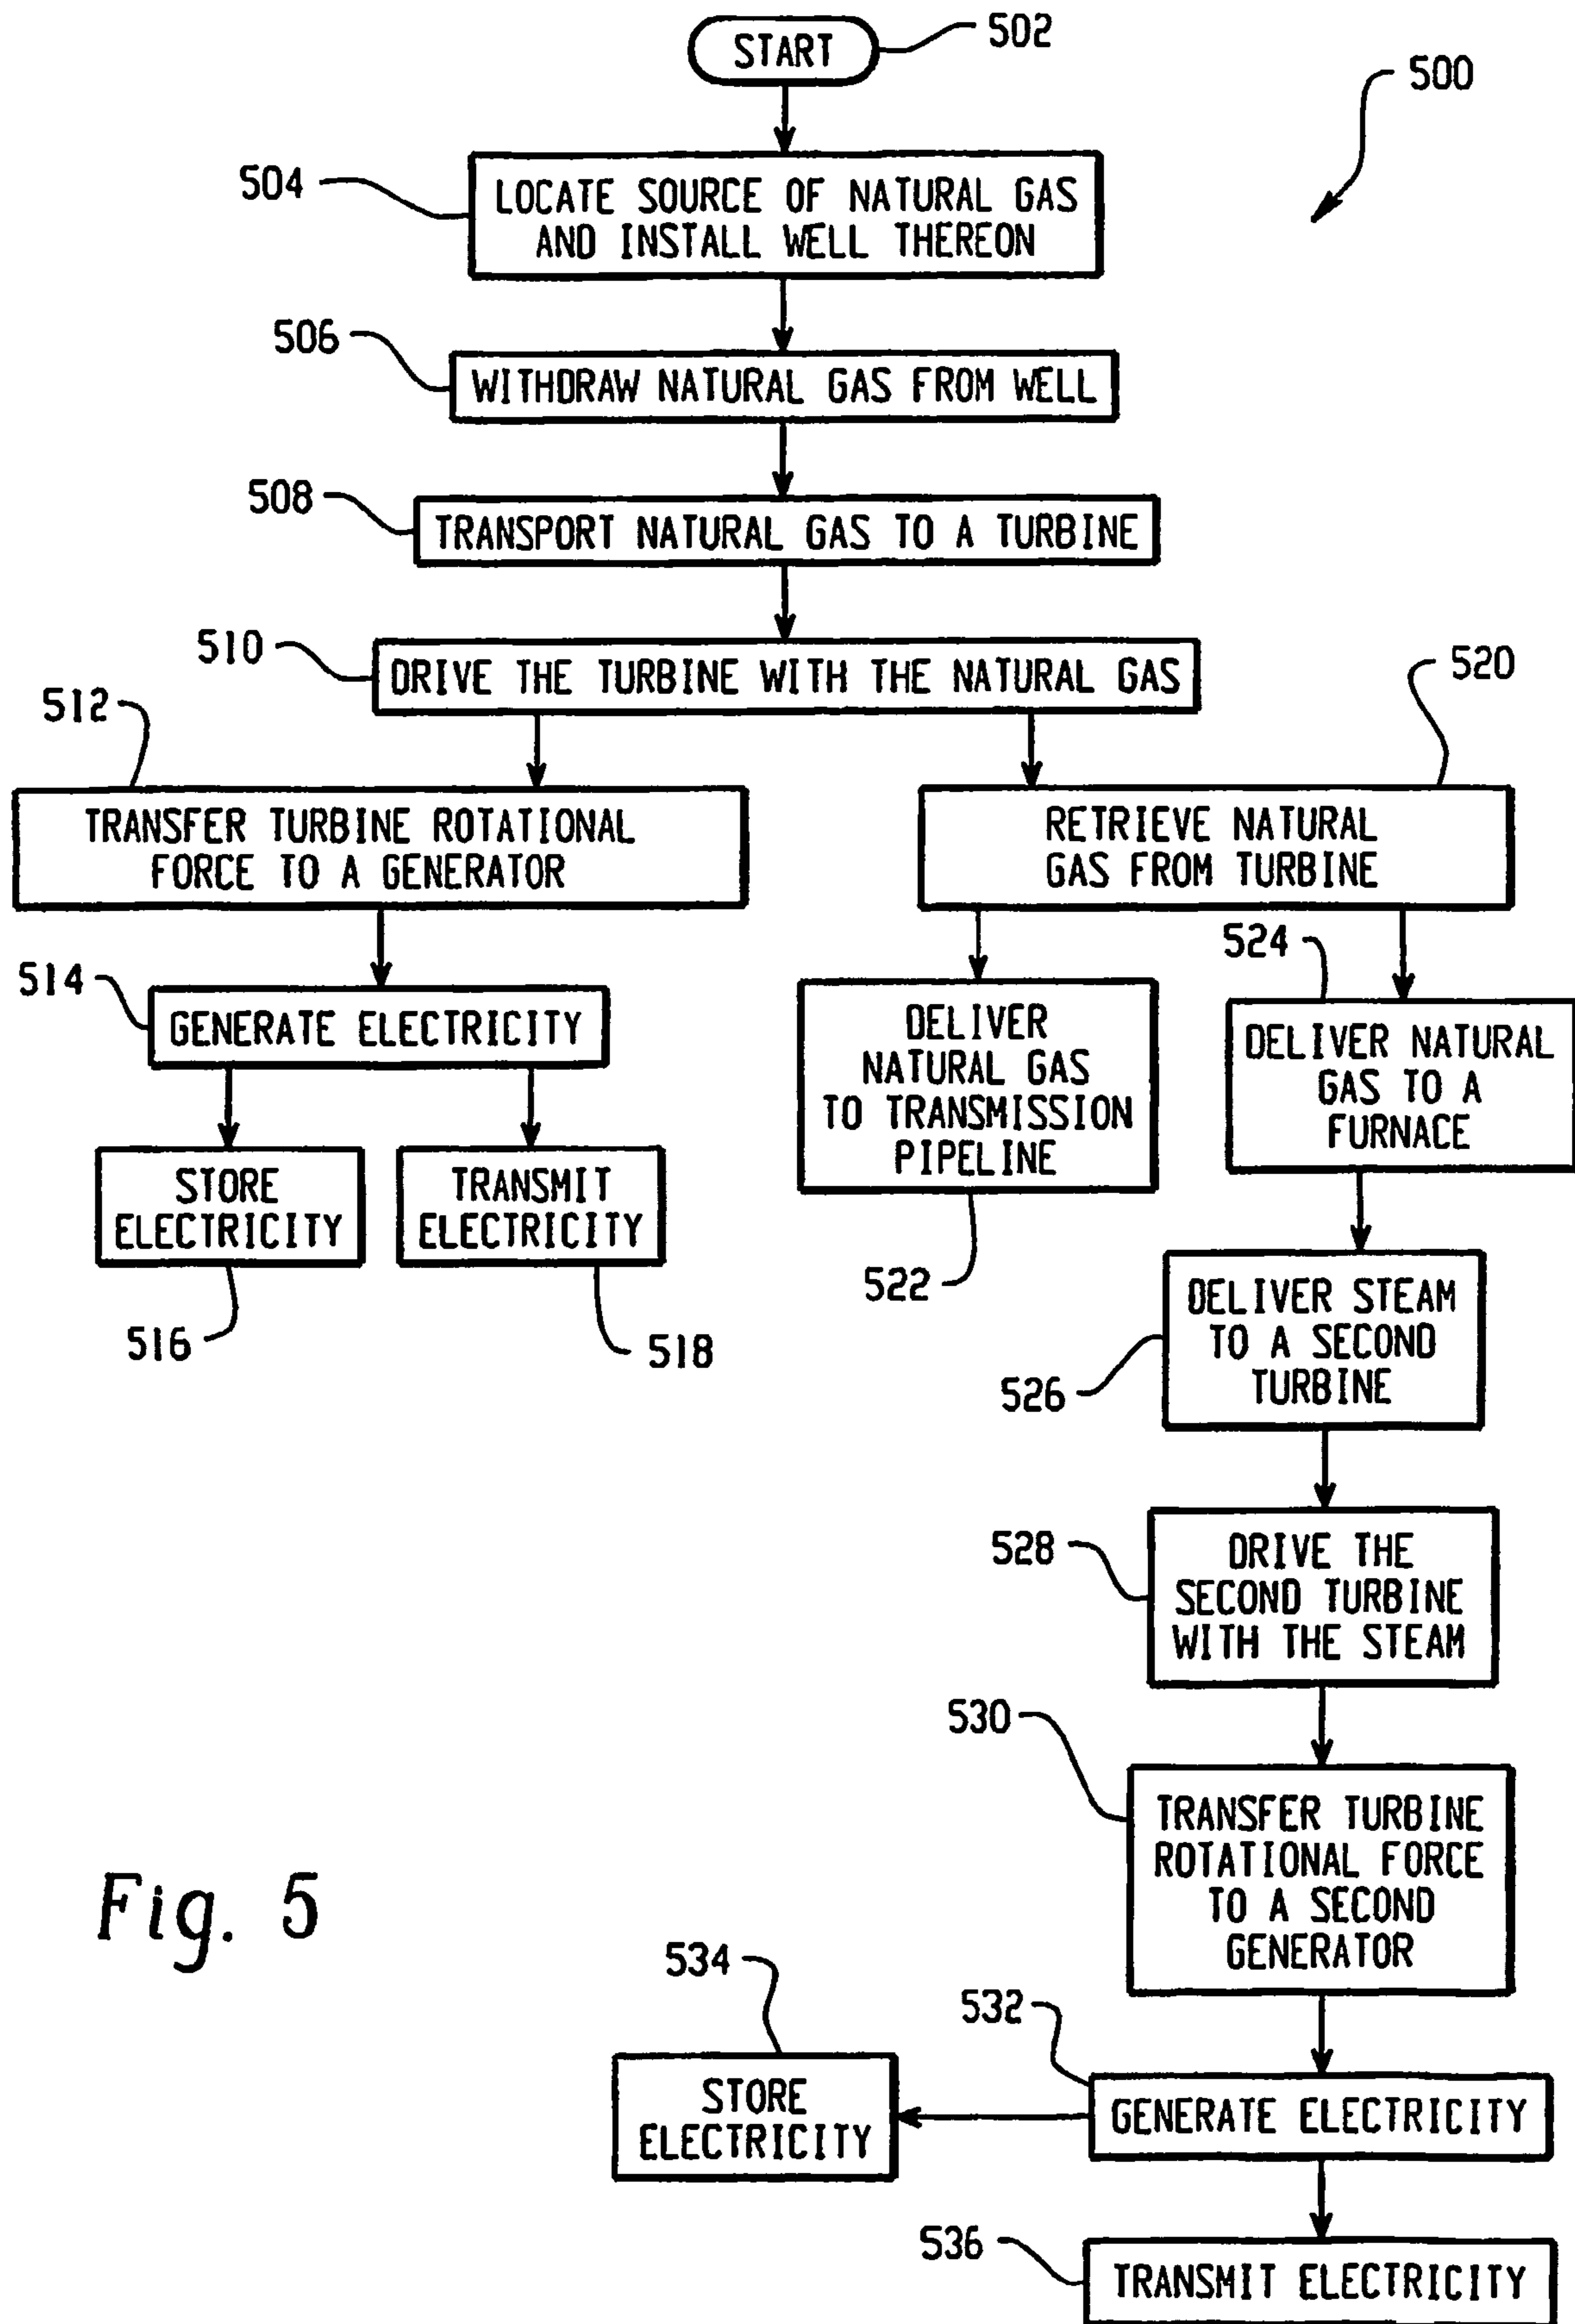 START
502
500
504
LOCATE SOURCE OF NATURAL GAS
AND INSTALL WELL THEREON
506
WITHDRAW NATURAL GAS FROM WELL
508
TRANSPORT NATURAL GAS TO A TURBINE
510
DRIVE THE TURBINE WITH THE NATURAL GAS
512
TRANSFER TURBINE ROTATIONAL
FORCE TO A GENERATOR
520
RETRIEVE NATURAL
GAS FROM TURBINE
514
GENERATE ELECTRICITY
STORE
ELECTRICITY
516
TRANSMIT
ELECTRICITY
518
DELIVER
NATURAL GAS
TO TRANSMISSION
PIPELINE
522
524
DELIVER NATURAL
GAS TO A
FURNACE
DELIVER STEAM
TO A SECOND
TURBINE
526
528
DRIVE THE
SECOND TURBINE
WITH THE STEAM
530
TRANSFER TURBINE
ROTATIONAL FORCE
TO A SECOND
GENERATOR
Fig. 5
534
STORE
ELECTRICITY
532
GENERATE ELECTRICITY
536
TRANSMIT ELECTRICITY